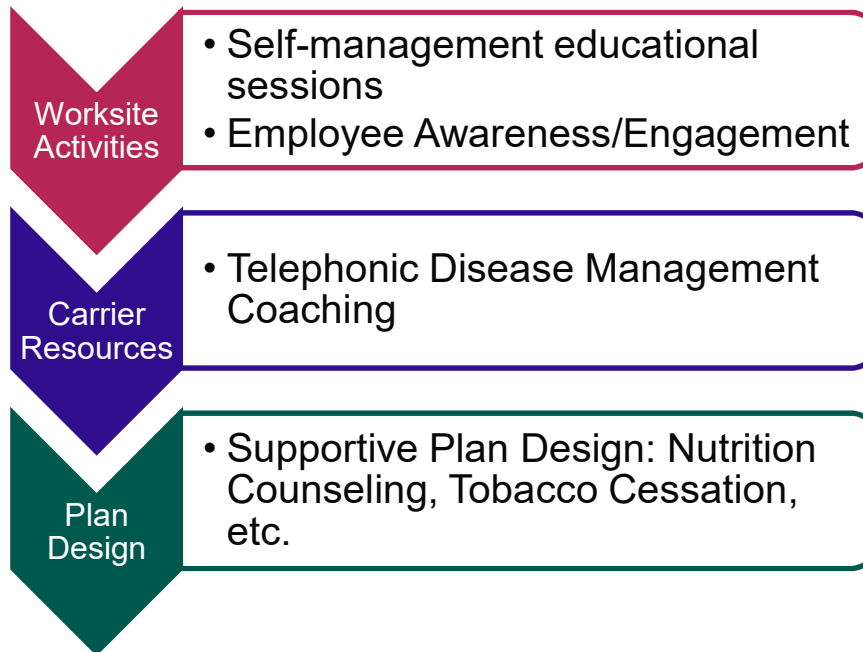 Worksite
Activities
• Self-management educational
sessions
• Employee Awareness/Engagement
Carrier
Resources
• Telephonic Disease Management
Coaching
Plan
Design
• Supportive Plan Design: Nutrition
Counseling, Tobacco Cessation,
etc.